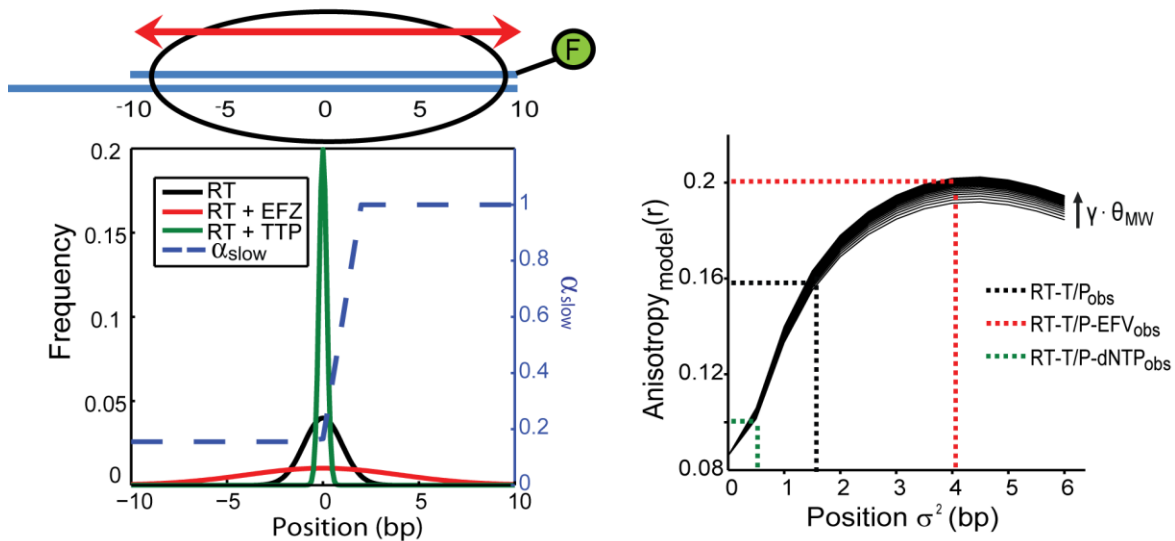 F
-10 -5 0 5 10
0.2
0.15
0.1
0.05
0
Frequency
RT
RT + EFZ
RT + TTP
αslow
1
0.8
0.6
0.4
0.2
0
αslow
−10 −5 0 5 10
Position (bp)
0.2
0.16
0.12
0.08
Anisotropymodel(r)
γ · θMW
RT-T/Pobs
RT-T/P-EFVobs
RT-T/P-dNTPobs
0 1 2 3 4 5 6
Position σ² (bp)